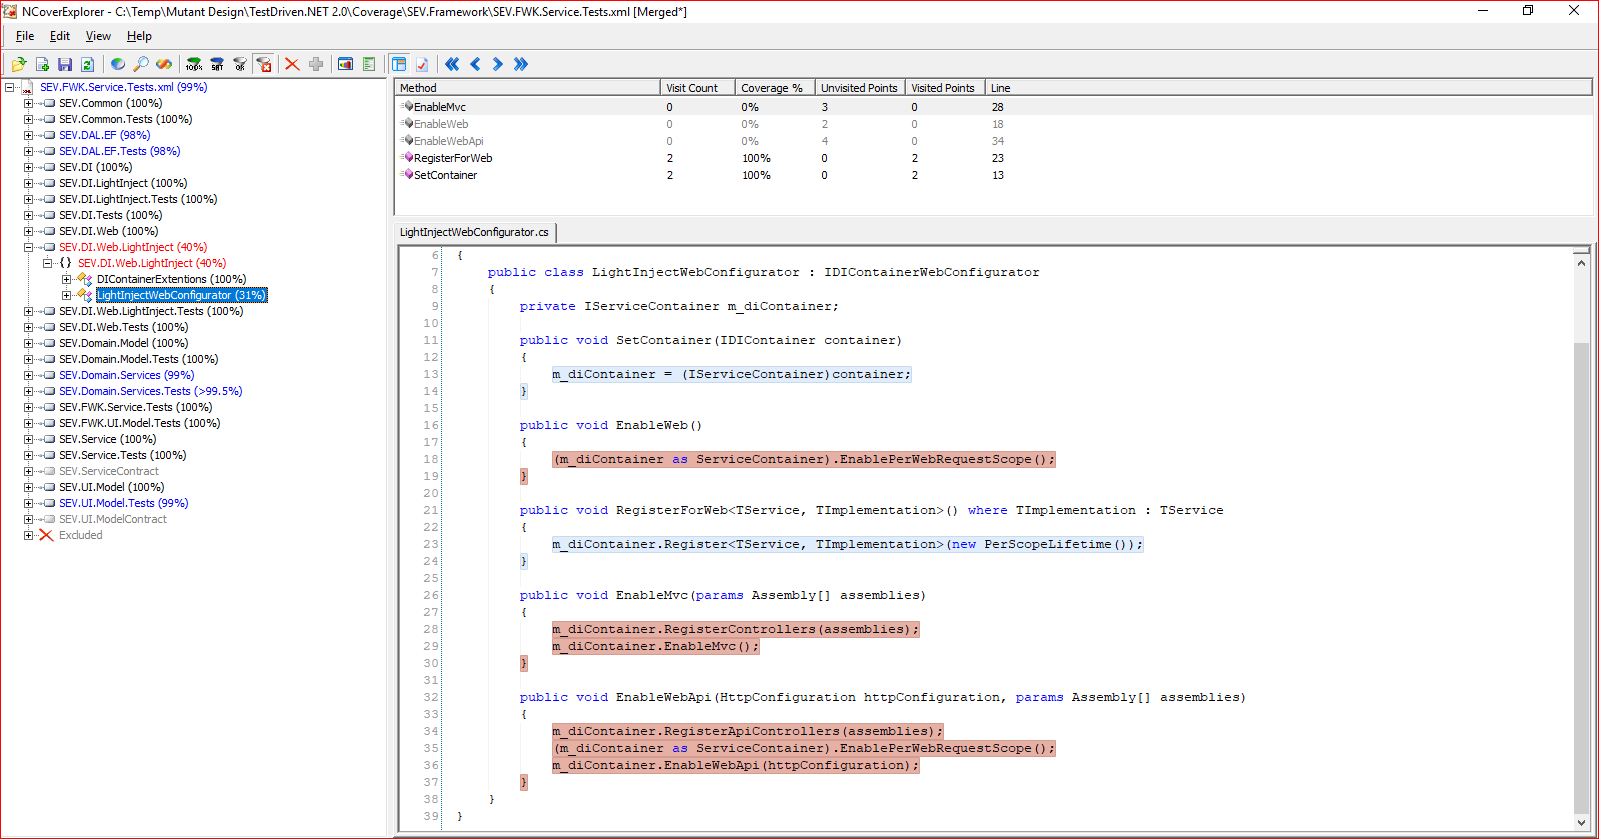 NCoverExplorer - C:\Temp\Mutant Design\TestDriven.NET 2.0\Coverage\SEV.Framework\SEV.FWK.Service.Tests.xml [Merged*]
File Edit View Help
100% SAT OK
SEV.FWK.Service.Tests.xml (99%)
SEV.Common (100%)
SEV.Common.Tests (100%)
SEV.DAL.EF (98%)
SEV.DAL.EF.Tests (98%)
SEV.DI (100%)
SEV.DI.LightInject (100%)
SEV.DI.LightInject.Tests (100%)
SEV.DI.Tests (100%)
SEV.DI.Web (100%)
SEV.DI.Web.LightInject (40%)
{} SEV.DI.Web.LightInject (40%)
DIContainerExtentions (100%)
LightInjectWebConfigurator (31%)
SEV.DI.Web.LightInject.Tests (100%)
SEV.DI.Web.Tests (100%)
SEV.Domain.Model (100%)
SEV.Domain.Model.Tests (100%)
SEV.Domain.Services (99%)
SEV.Domain.Services.Tests (>99.5%)
SEV.FWK.Service.Tests (100%)
SEV.FWK.UI.Model.Tests (100%)
SEV.Service (100%)
SEV.Service.Tests (100%)
SEV.ServiceContract
SEV.UI.Model (100%)
SEV.UI.Model.Tests (99%)
SEV.UI.ModelContract
Excluded
Method Visit Count Coverage % Unvisited Points Visited Points Line
EnableMvc 0 0% 3 0 28
EnableWeb 0 0% 2 0 18
EnableWebApi 0 0% 4 0 34
RegisterForWeb 2 100% 0 2 23
SetContainer 2 100% 0 2 13
LightInjectWebConfigurator.cs
6 {
7 public class LightInjectWebConfigurator : IDIContainerWebConfigurator
8 {
9 private IServiceContainer m_diContainer;
10
11 public void SetContainer(IDIContainer container)
12 {
13 m_diContainer = (IServiceContainer)container;
14 }
15
16 public void EnableWeb()
17 {
18 (m_diContainer as ServiceContainer).EnablePerWebRequestScope();
19 }
20
21 public void RegisterForWeb<TService, TImplementation>() where TImplementation : TService
22 {
23 m_diContainer.Register<TService, TImplementation>(new PerScopeLifetime());
24 }
25
26 public void EnableMvc(params Assembly[] assemblies)
27 {
28 m_diContainer.RegisterControllers(assemblies);
29 m_diContainer.EnableMvc();
30 }
31
32 public void EnableWebApi(HttpConfiguration httpConfiguration, params Assembly[] assemblies)
33 {
34 m_diContainer.RegisterApiControllers(assemblies);
35 (m_diContainer as ServiceContainer).EnablePerWebRequestScope();
36 m_diContainer.EnableWebApi(httpConfiguration);
37 }
38 }
39 }